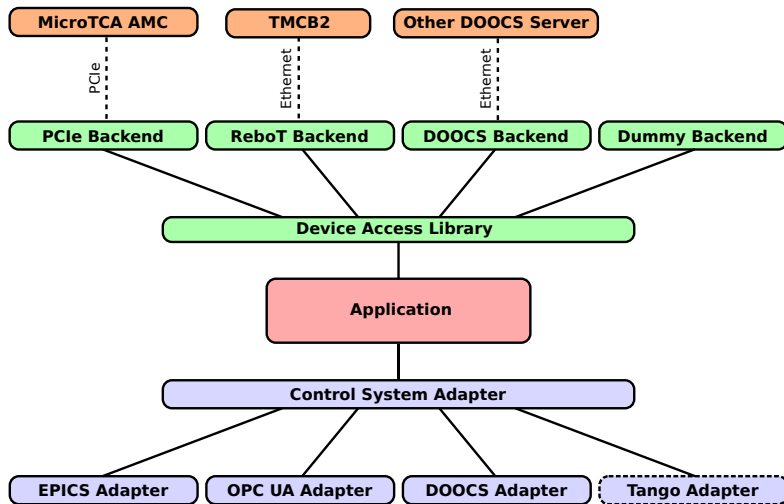 MicroTCA AMC
TMCB2
Other DOOCS Server
PCIe
Ethernet
Ethernet
PCIe Backend
ReboT Backend
DOOCS Backend
Dummy Backend
Device Access Library
Application
Control System Adapter
EPICS Adapter
OPC UA Adapter
DOOCS Adapter
Tango Adapter